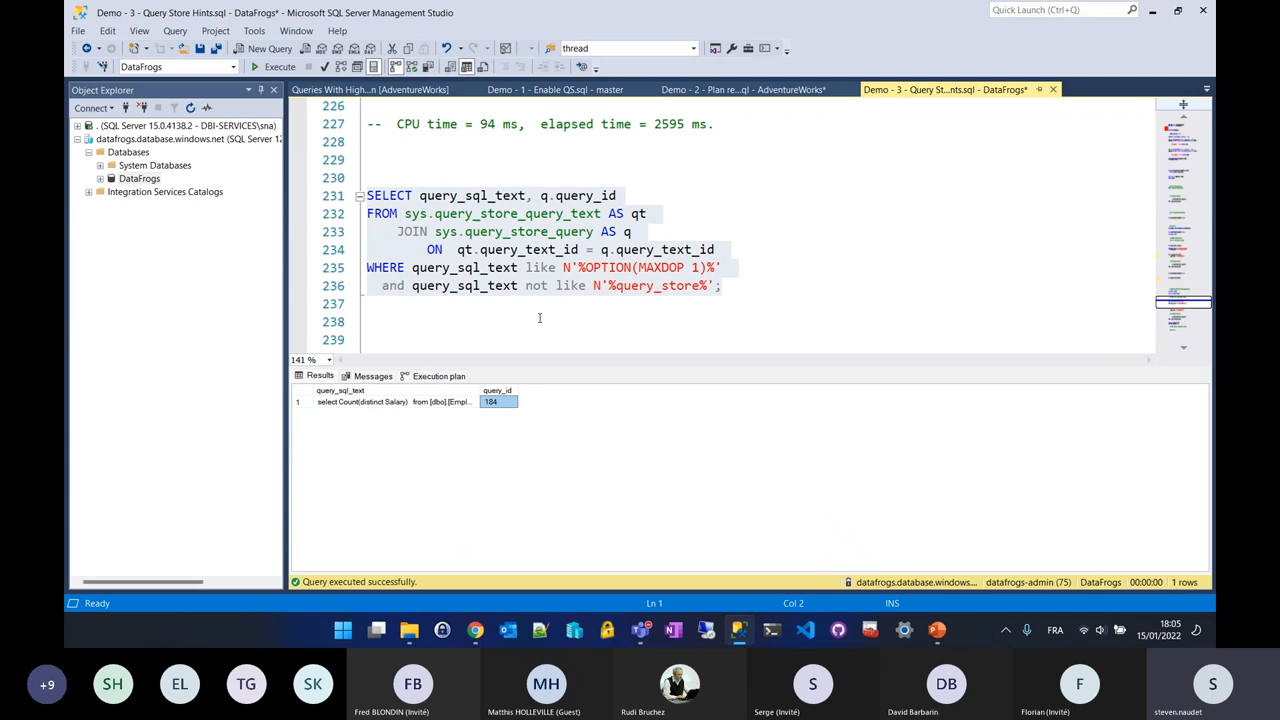 Demo - 3 - Query Store Hints.sql - DataFrogs* - Microsoft SQL Server Management Studio
Quick Launch (Ctrl+Q)
File Edit View Query Project Tools Window Help
New Query thread
DataFrogs Execute
Object Explorer
Queries With High...n [AdventureWorks] Demo - 1 - Enable QS.sql - master Demo - 2 - Plan re...ql - AdventureWorks* Demo - 3 - Query St...nts.sql - DataFrogs*
Connect
. (SQL Server 15.0.4138.2 - DBI-SERVICES\sna)
datafrogs.database.windows.net (SQL Server 12
Databases
System Databases
DataFrogs
Integration Services Catalogs
226
227 -- CPU time = 94 ms, elapsed time = 2595 ms.
228
229
230
231 SELECT query_sql_text, q.query_id
232 FROM sys.query_store_query_text AS qt
233 JOIN sys.query_store_query AS q
234 ON qt.query_text_id = q.query_text_id
235 WHERE query_sql_text like N'%OPTION(MAXDOP 1)%'
236 and query_sql_text not like N'%query_store%';
237
238
239
141 %
Results Messages Execution plan
query_sql_text query_id
1 select Count(distinct Salary) from [dbo].[Empl... 184
Query executed successfully. datafrogs.database.windows.... datafrogs-admin (75) DataFrogs 00:00:00 1 rows
Ready Ln 1 Col 2 INS
FRA 18:05
15/01/2022
+9 SH EL TG SK FB MH S DB F S
Fred BLONDIN (Invité) Matthis HOLLEVILLE (Guest) Rudi Bruchez Serge (Invité) David Barbarin Florian (Invité) steven.naudet